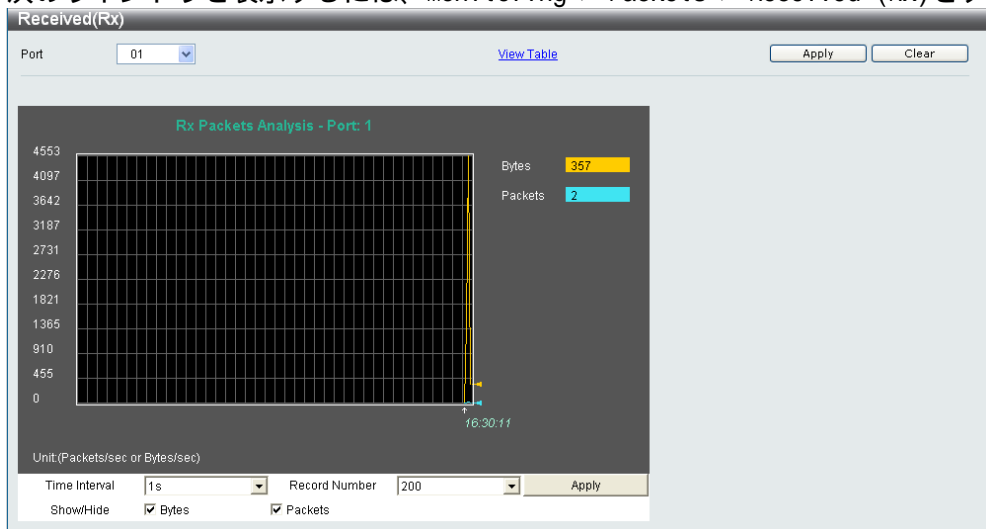 Received(Rx)
Port 01 View Table Apply Clear
Rx Packets Analysis - Port: 1
4553
4097
3642
3187
2731
2276
1821
1365
910
455
0
Bytes 357
Packets 2
16:30:11
Unit:(Packets/sec or Bytes/sec)
Time Interval 1s Record Number 200 Apply
Show/Hide Bytes Packets